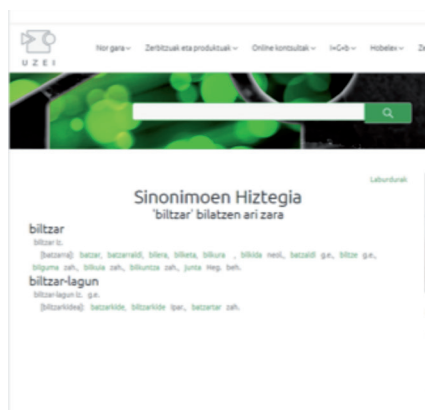 UZEI
Nor gara Zerbitzuak eta produktuak Online kontsultak I+G+b Hobelex
Laburdurak
Sinonimoen Hiztegia
'biltzar' bilatzen ari zara
biltzar
biltzar iz.
[batzarra]: batzar, batzarraldi, bilera, bilketa, bilkura , bilkida neol., batzaldi g.e., biltze g.e.,
bilguma zah., bilkuia zah., bilkuntza zah., junta Heg. beh.
biltzar-lagun
biltzar-lagun iz. g.e.
[biltzarkidea]: batzarkide, biltzarkide Ipar., batzartar zah.